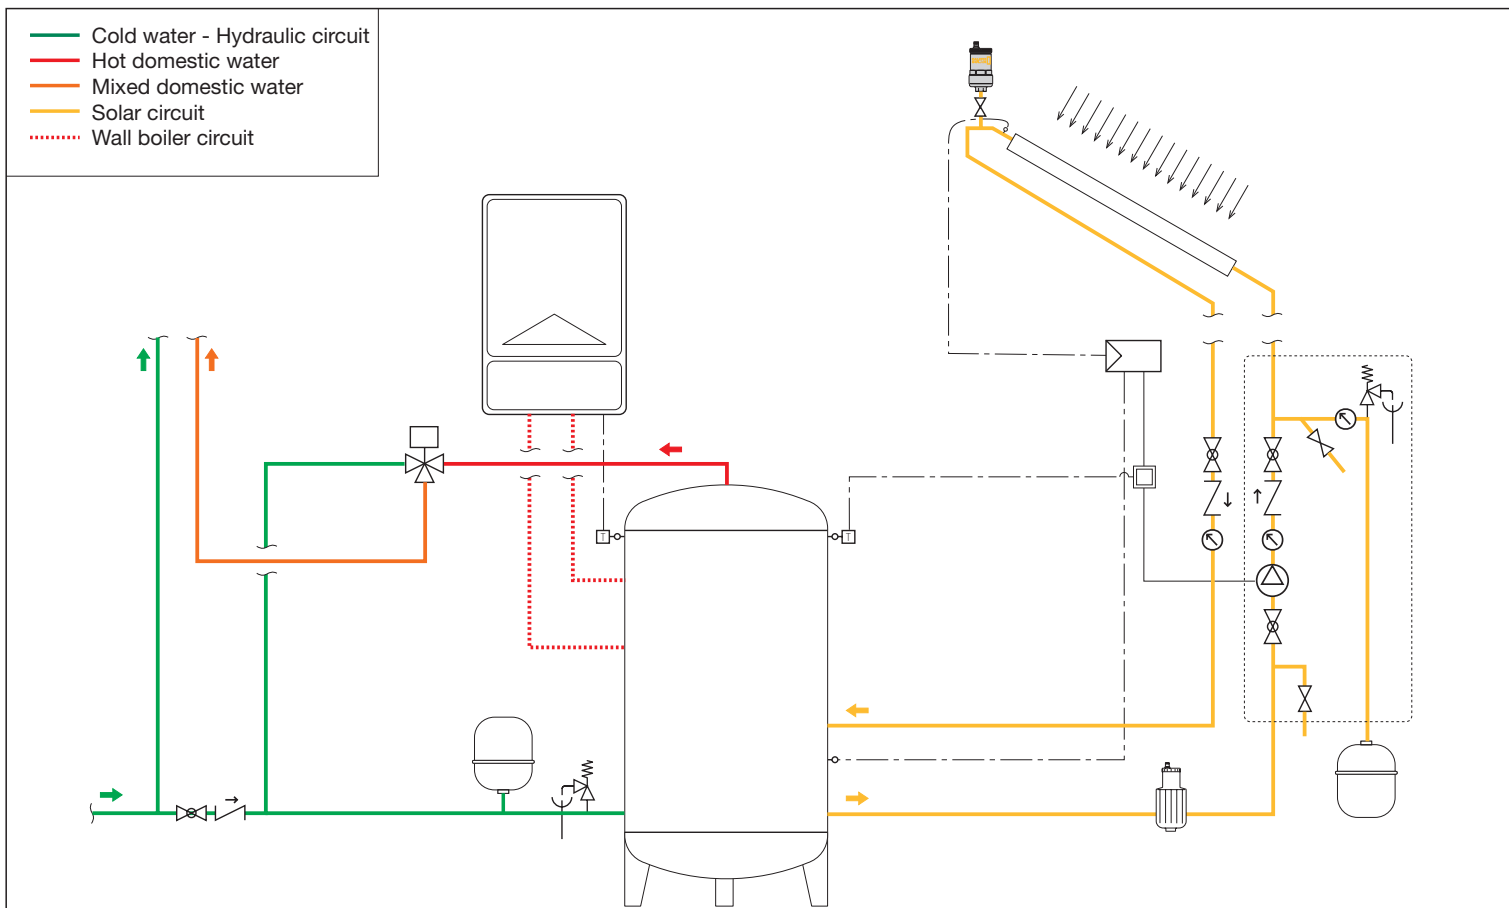 Cold water - Hydraulic circuit
Hot domestic water
Mixed domestic water
Solar circuit
Wall boiler circuit
T
T